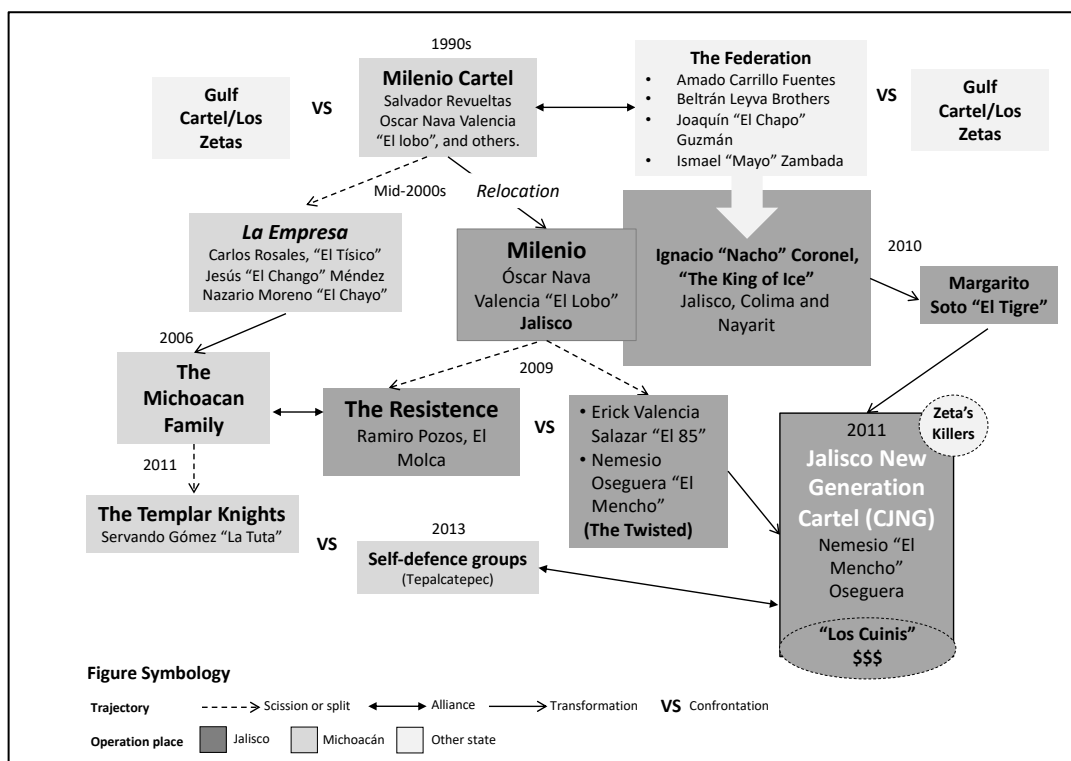 1990s
Milenio Cartel
Salvador Revueltas
Oscar Nava Valencia
“El lobo”, and others.
Gulf
Cartel/Los
Zetas
VS
The Federation
• Amado Carrillo Fuentes
• Beltrán Leyva Brothers
• Joaquín “El Chapo”
Guzmán
• Ismael “Mayo” Zambada
VS
Gulf
Cartel/Los
Zetas
Mid-2000s
Relocation
La Empresa
Carlos Rosales, “El Tísico”
Jesús “El Chango” Méndez
Nazario Moreno “El Chayo”
Milenio
Óscar Nava
Valencia “El Lobo”
Jalisco
Ignacio “Nacho” Coronel,
“The King of Ice”
Jalisco, Colima and
Nayarit
2010
Margarito
Soto “El Tigre”
2006
The
Michoacan
Family
2009
The Resistence
Ramiro Pozos, El
Molca
VS
• Erick Valencia
Salazar “El 85”
• Nemesio
Oseguera “El
Mencho”
(The Twisted)
Zeta’s
Killers
2011
Jalisco New
Generation
Cartel (CJNG)
Nemesio “El
Mencho”
Oseguera
“Los Cuinis”
$$$
2011
The Templar Knights
Servando Gómez “La Tuta”
VS
2013
Self-defence groups
(Tepalcatepec)
Figure Symbology
Trajectory
Scission or split
Alliance
Transformation
VS Confrontation
Operation place
Jalisco
Michoacán
Other state